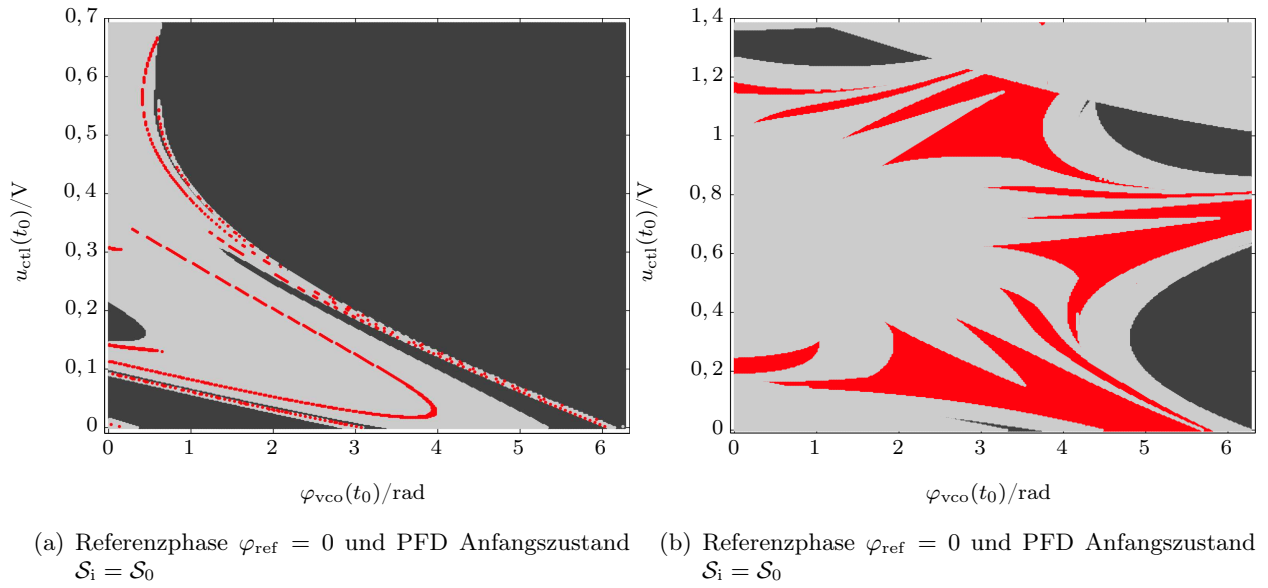 0, 7
0, 6
0, 5
0, 4
0, 3
0, 2
0, 1
0
u_ctl(t_0)/V
0 1 2 3 4 5 6
φ_vco(t_0)/rad
(a) Referenzphase φ_ref = 0 und PFD Anfangszustand
S_i = S_0
1, 4
1, 2
1
0, 8
0, 6
0, 4
0, 2
0
u_ctl(t_0)/V
0 1 2 3 4 5 6
φ_vco(t_0)/rad
(b) Referenzphase φ_ref = 0 und PFD Anfangszustand
S_i = S_0